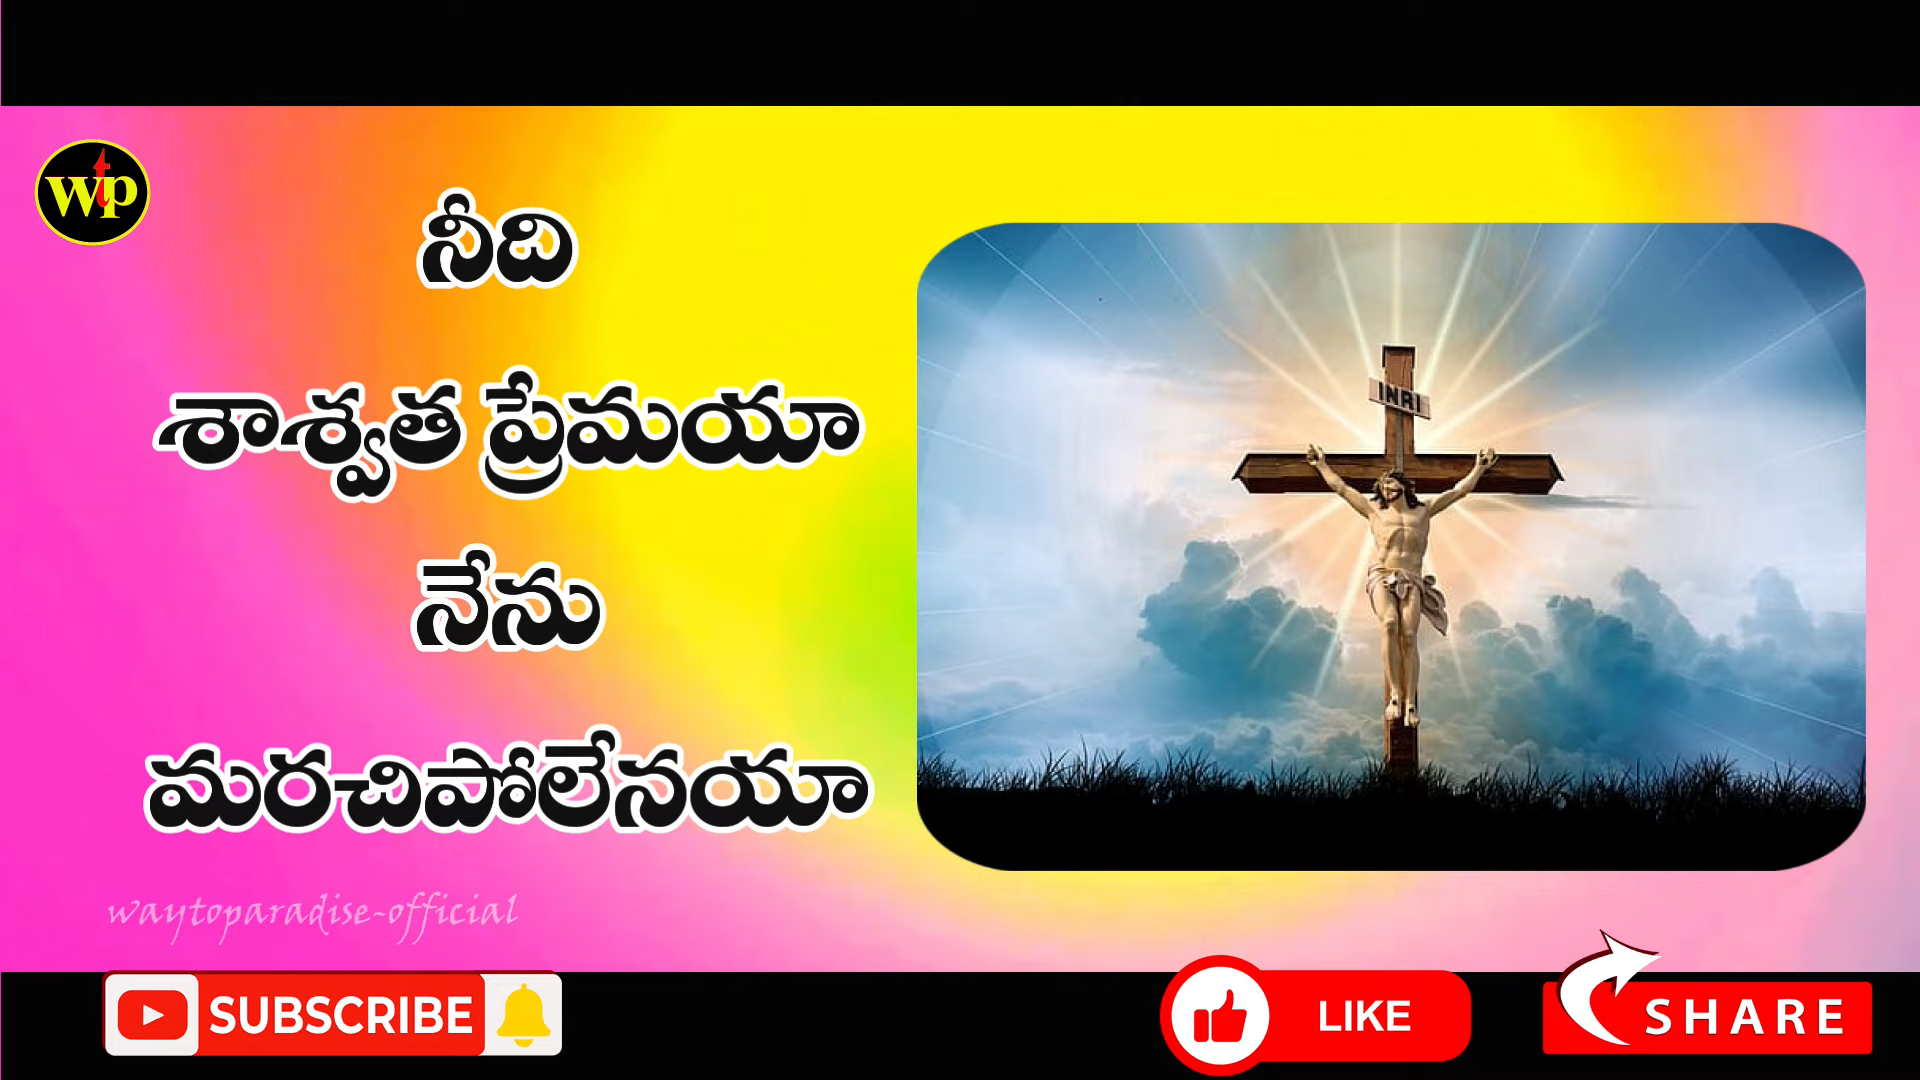 wtp
నీది
శాశ్వత ప్రేమయా
నేను
మరచిపోలేనయా
INRI
waytoparadise-official
SUBSCRIBE
LIKE
SHARE